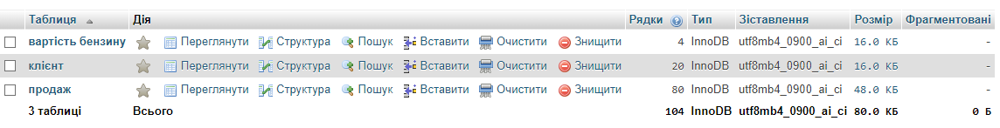 Таблиця Дія Рядки Тип Зіставлення Розмір Фрагментовані
вартість бензину Переглянути Структура Пошук Вставити Очистити Знищити 4 InnoDB utf8mb4_0900_ai_ci 16.0 КБ -
клієнт Переглянути Структура Пошук Вставити Очистити Знищити 20 InnoDB utf8mb4_0900_ai_ci 16.0 КБ -
продаж Переглянути Структура Пошук Вставити Очистити Знищити 80 InnoDB utf8mb4_0900_ai_ci 48.0 КБ -
3 таблиці Всього 104 InnoDB utf8mb4_0900_ai_ci 80.0 КБ 0 Б